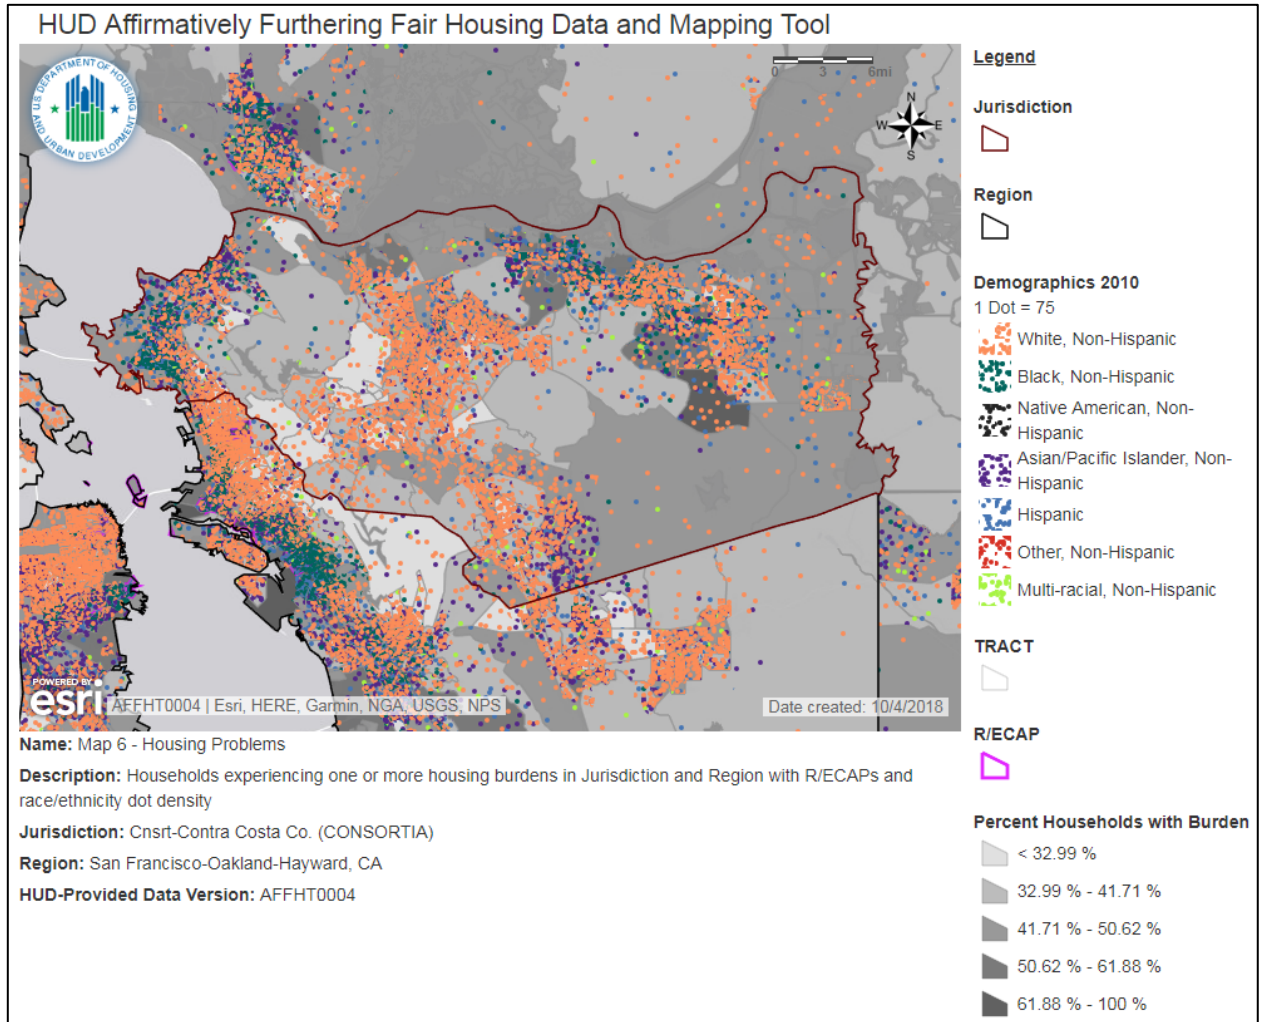 HUD Affirmatively Furthering Fair Housing Data and Mapping Tool
US DEPARTMENT OF HOUSING
AND URBAN DEVELOPMENT
0 3 6mi
N
W E
S
POWERED BY
esri
AFFHT0004 | Esri, HERE, Garmin, NGA, USGS, NPS
Date created: 10/4/2018
Name: Map 6 - Housing Problems
Description: Households experiencing one or more housing burdens in Jurisdiction and Region with R/ECAPs and
race/ethnicity dot density
Jurisdiction: Cnsrt-Contra Costa Co. (CONSORTIA)
Region: San Francisco-Oakland-Hayward, CA
HUD-Provided Data Version: AFFHT0004
Legend
Jurisdiction
Region
Demographics 2010
1 Dot = 75
White, Non-Hispanic
Black, Non-Hispanic
Native American, Non-
Hispanic
Asian/Pacific Islander, Non-
Hispanic
Hispanic
Other, Non-Hispanic
Multi-racial, Non-Hispanic
TRACT
R/ECAP
Percent Households with Burden
< 32.99 %
32.99 % - 41.71 %
41.71 % - 50.62 %
50.62 % - 61.88 %
61.88 % - 100 %